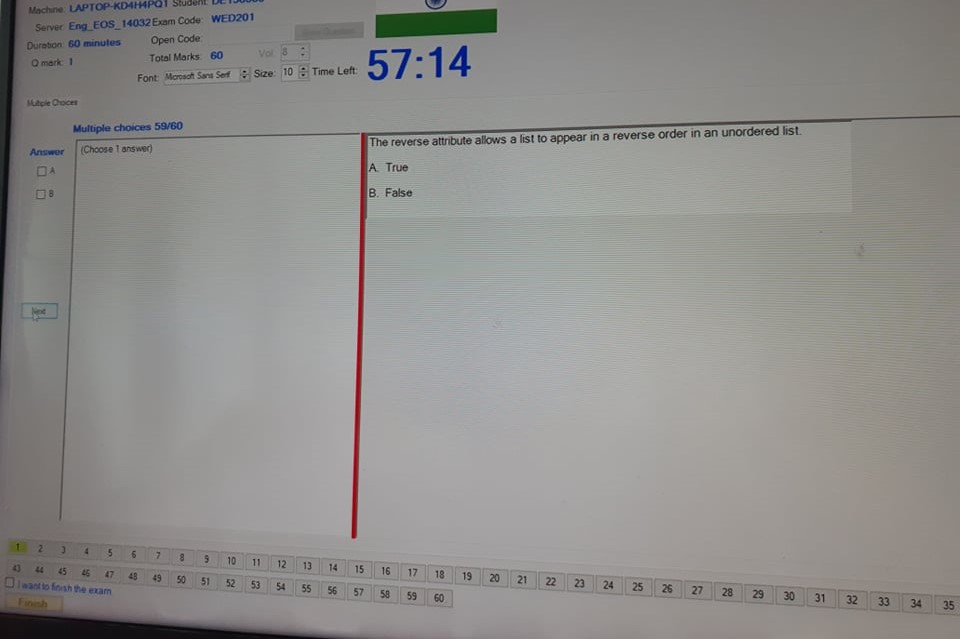 Machine: LAPTOP-KD4H4PQ1 Student:
Server: Eng_EOS_14032 Exam Code: WED201
Duration: 60 minutes Open Code:
Q mark: 1 Total Marks: 60 Vol 8
Font: Microsoft Sans Serif Size: 10 Time Left: 57:14
Multiple Choices
Multiple choices 59/60
Answer (Choose 1 answer)
A
B
Next
The reverse attribute allows a list to appear in a reverse order in an unordered list.
A. True
B. False
1 2 3 4 5 6 7 8 9 10 11 12 13 14 15 16 17 18 19 20 21 22 23 24 25 26 27 28 29 30 31 32 33 34 35
43 44 45 46 47 48 49 50 51 52 53 54 55 56 57 58 59 60
I want to finish the exam
Finish